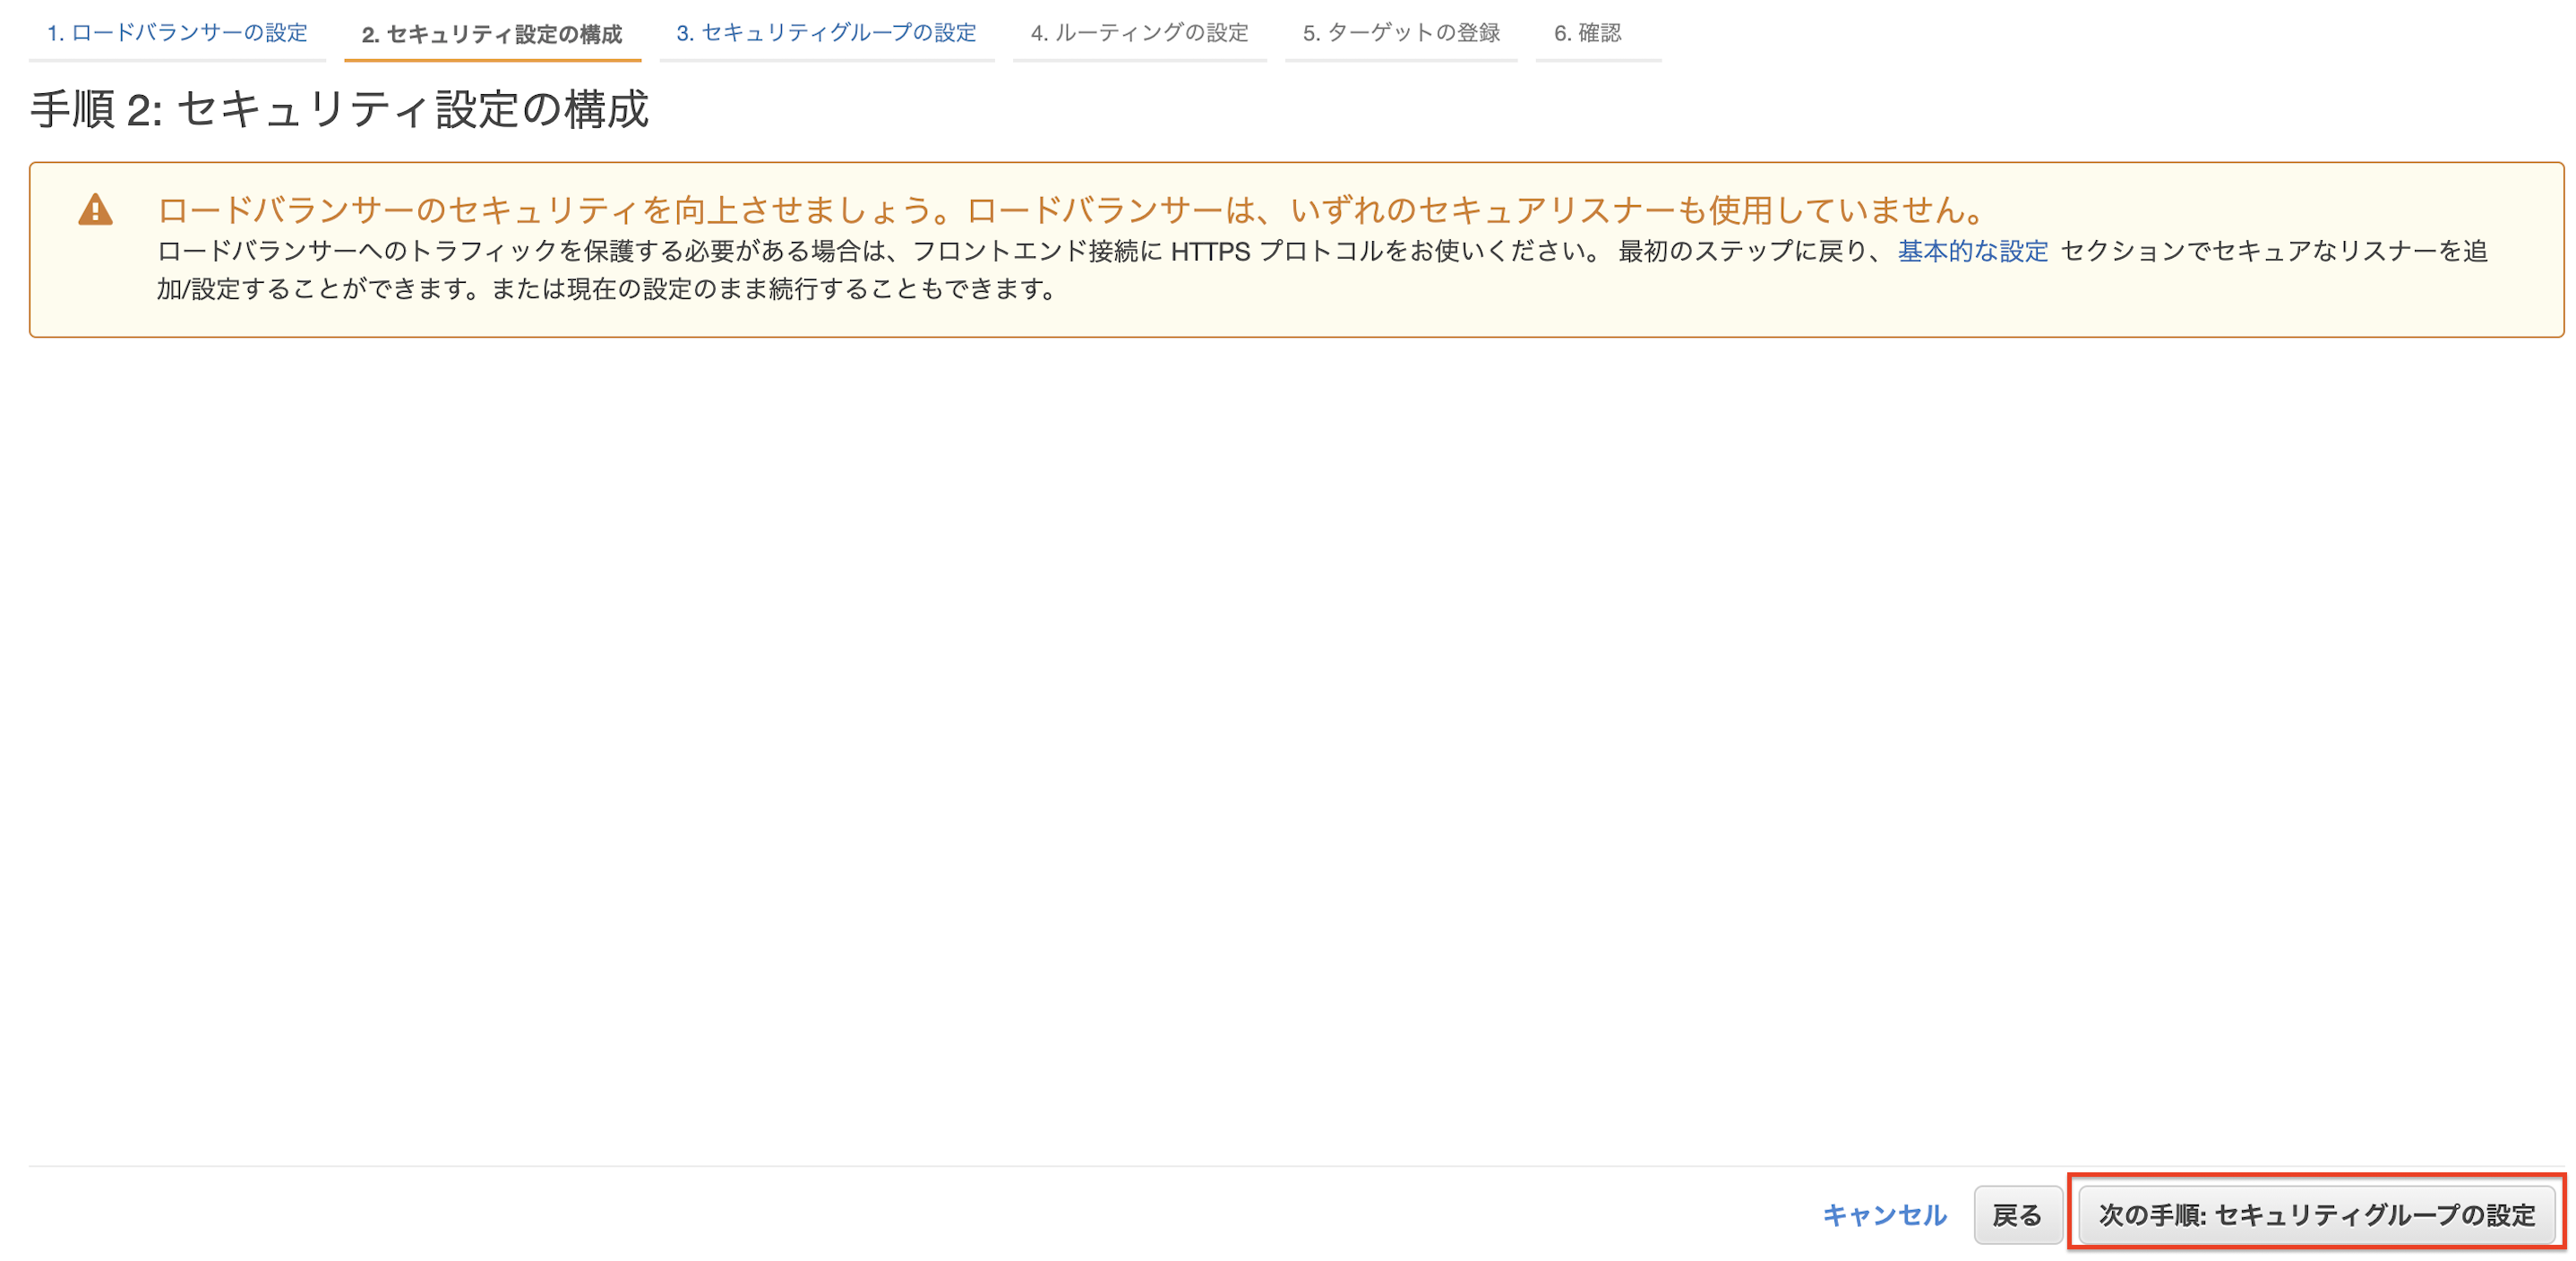 1. ロードバランサーの設定
2. セキュリティ設定の構成
3. セキュリティグループの設定
4. ルーティングの設定
5. ターゲットの登録
6. 確認
手順 2: セキュリティ設定の構成
ロードバランサーのセキュリティを向上させましょう。ロードバランサーは、いずれのセキュアリスナーも使用していません。
ロードバランサーへのトラフィックを保護する必要がある場合は、フロントエンド接続に HTTPS プロトコルをお使いください。 最初のステップに戻り、 基本的な設定 セクションでセキュアなリスナーを追
加/設定することができます。または現在の設定のまま続行することもできます。
キャンセル
戻る
次の手順: セキュリティグループの設定